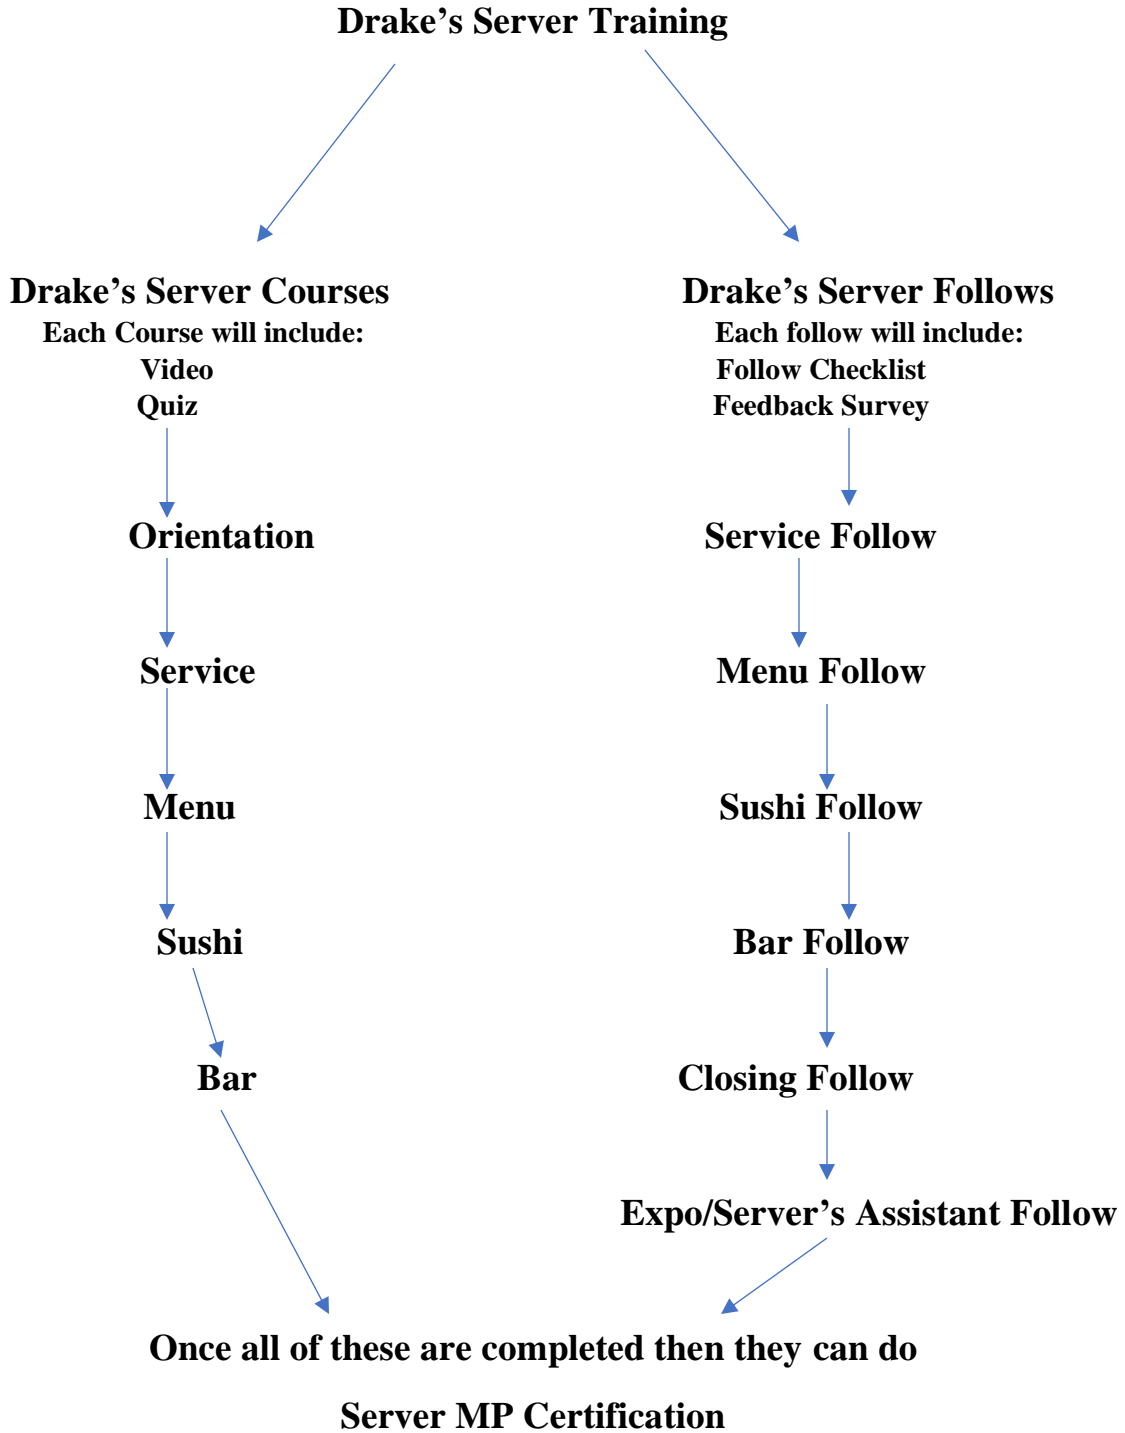 Drake’s Server Training
Drake’s Server Courses
Each Course will include:
Video
Quiz
Orientation
Service
Menu
Sushi
Bar
Drake’s Server Follows
Each follow will include:
Follow Checklist
Feedback Survey
Service Follow
Menu Follow
Sushi Follow
Bar Follow
Closing Follow
Expo/Server’s Assistant Follow
Once all of these are completed then they can do
Server MP Certification